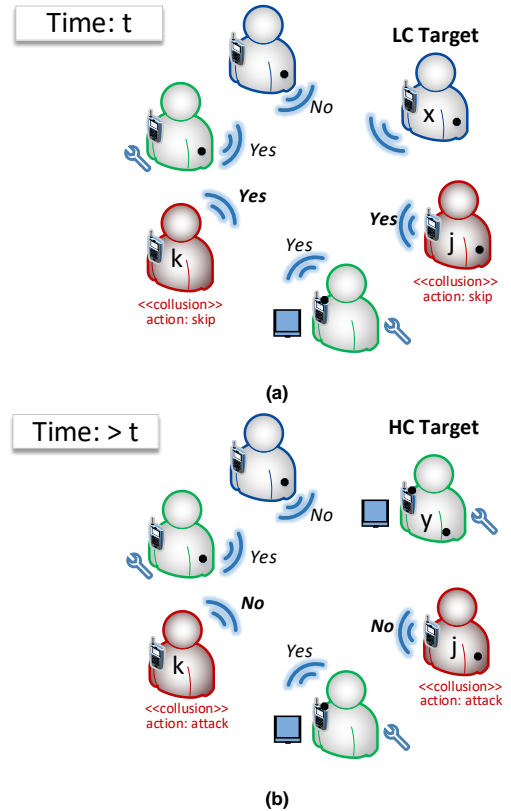 Time: t
LC Target
No
x
Yes
Yes
Yes
k
j
Yes
<<collusion>>
action: skip
<<collusion>>
action: skip
(a)
Time: > t
HC Target
No
y
Yes
No
No
k
j
Yes
<<collusion>>
action: attack
<<collusion>>
action: attack
(b)